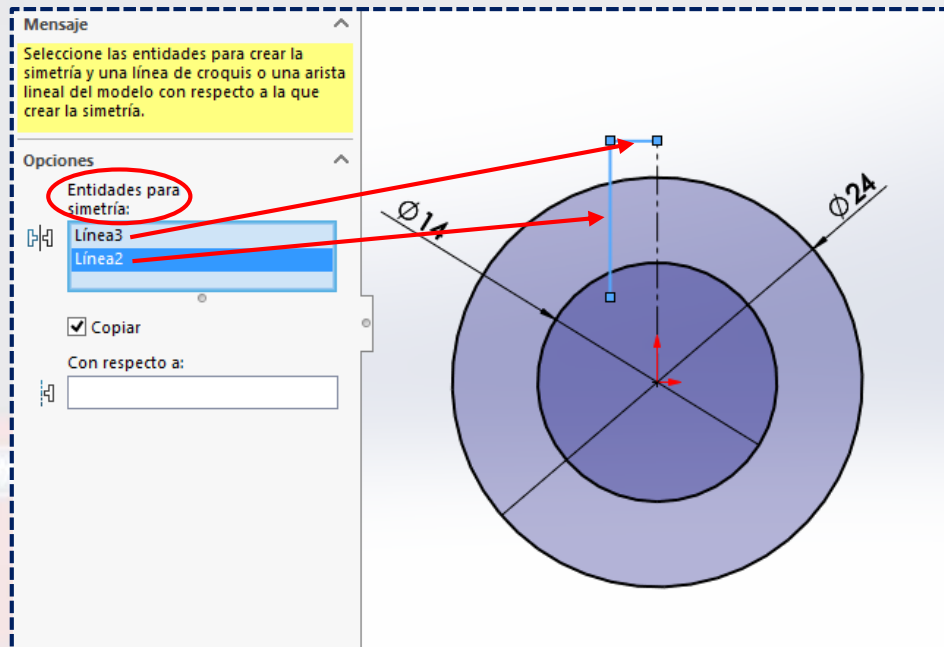 Mensaje
Seleccione las entidades para crear la
simetría y una línea de croquis o una arista
lineal del modelo con respecto a la que
crear la simetría.
Opciones
Entidades para
simetría:
Línea3
Línea2
Copiar
Con respecto a:
Ø14
Ø24